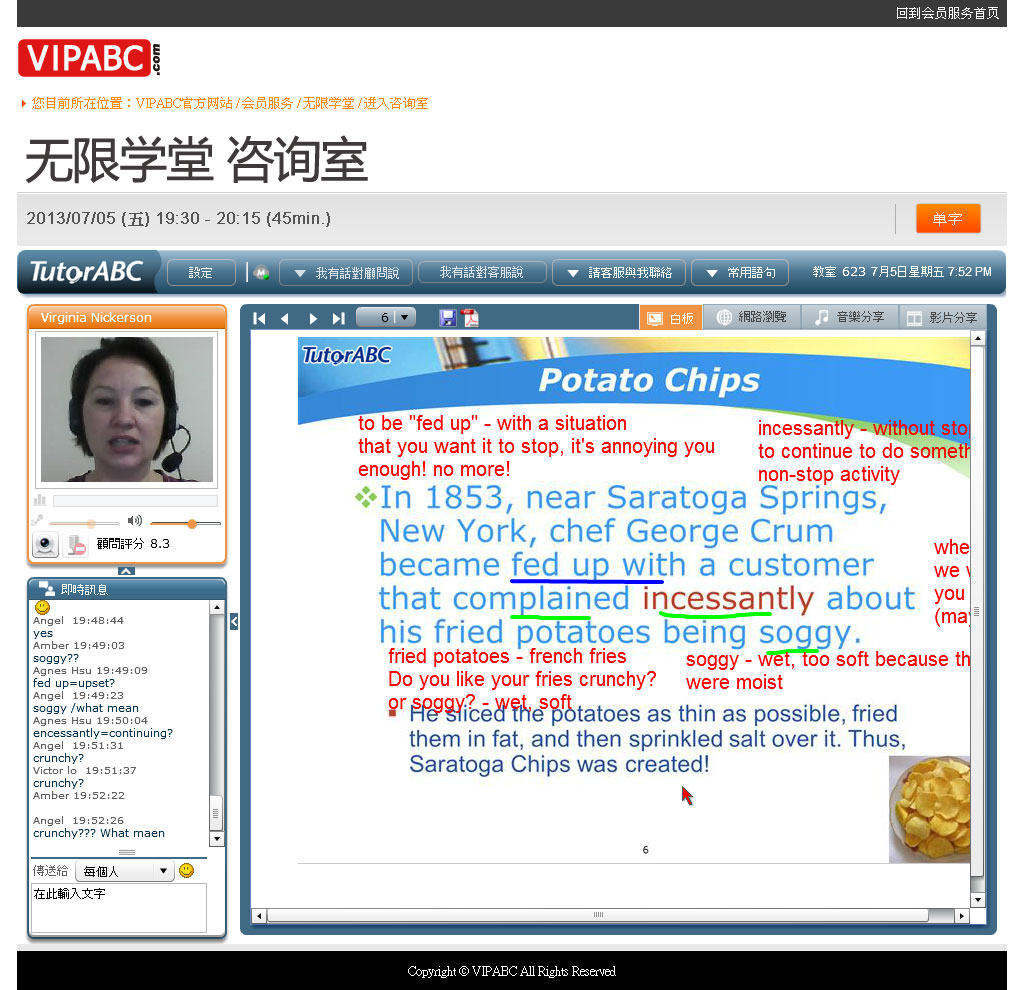 回到会员服务首页
VIPABC.com
您目前所在位置：VIPABC官方网站 / 会员服务 / 无限学堂 / 进入咨询室
无限学堂 咨询室
2013/07/05 (五) 19:30 - 20:15 (45min.)
单字
TutorABC
設定
我有話對顧問說
我有話對客服說
請客服與我聯絡
常用語句
教室 623 7月5日星期五 7:52 PM
Virginia Nickerson
顧問評分 8.3
即時訊息
Angel 19:48:44
yes
Amber 19:49:03
soggy??
Agnes Hsu 19:49:09
fed up=upset?
Angel 19:49:23
soggy /what mean
Agnes Hsu 19:50:04
encessantly=continuing?
Angel 19:51:31
crunchy?
Victor lo 19:51:37
crunchy?
Amber 19:52:22
Angel 19:52:26
crunchy??? What maen
傳送給
每個人
在此輸入文字
6
白板
網路瀏覽
音樂分享
影片分享
TutorABC
Potato Chips
to be "fed up" - with a situation
that you want it to stop, it's annoying you
enough! no more!
incessantly - without sto
to continue to do someth
non-stop activity
In 1853, near Saratoga Springs,
New York, chef George Crum
became fed up with a customer
that complained incessantly about
his fried potatoes being soggy.
whe
we w
you
(may
fried potatoes - french fries
Do you like your fries crunchy?
or soggy? - wet, soft
soggy - wet, too soft because th
were moist
He sliced the potatoes as thin as possible, fried
them in fat, and then sprinkled salt over it. Thus,
Saratoga Chips was created!
6
Copyright © VIPABC All Rights Reserved